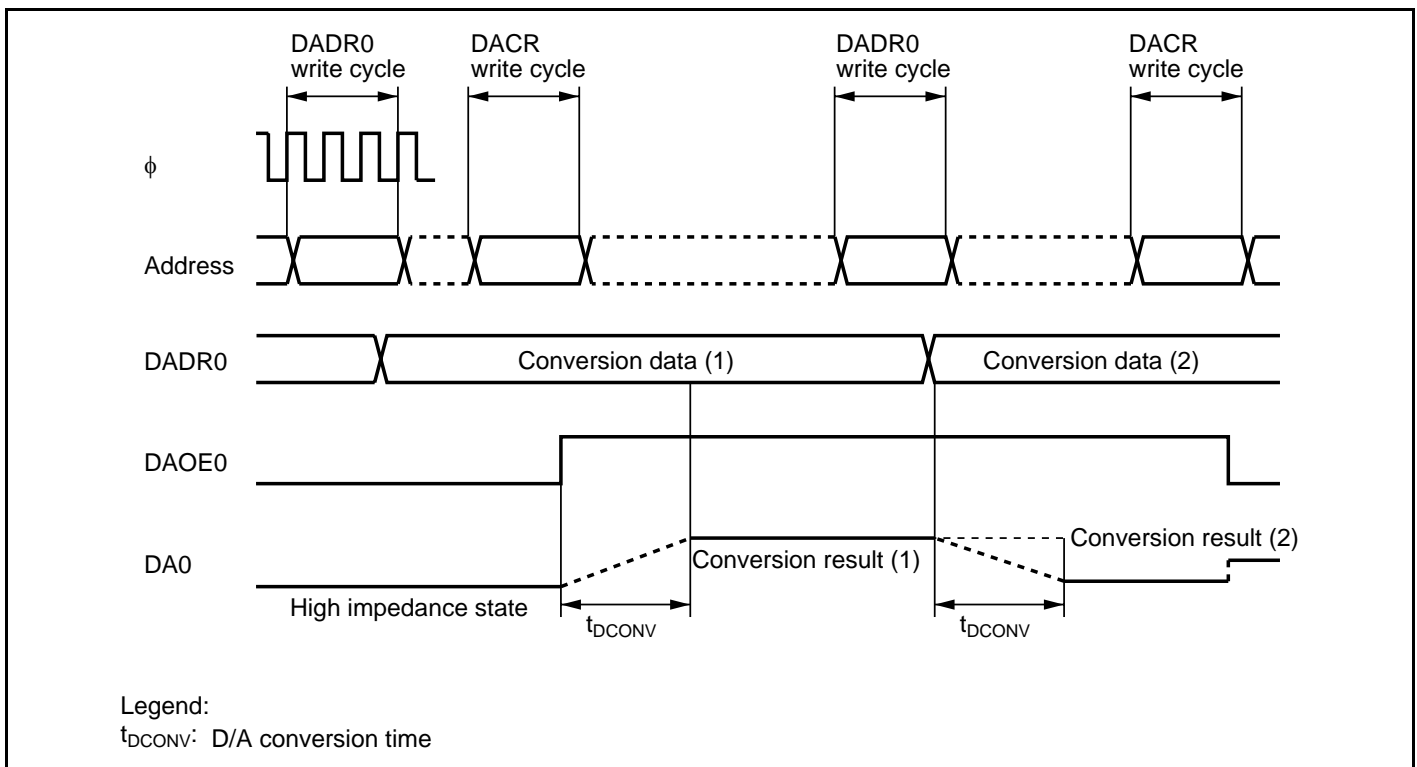 DADR0 write cycle
DACR write cycle
DADR0 write cycle
DACR write cycle
ϕ
Address
DADR0
Conversion data (1)
Conversion data (2)
DAOE0
DA0
Conversion result (1)
Conversion result (2)
High impedance state
tDCONV
tDCONV
Legend:
tDCONV: D/A conversion time